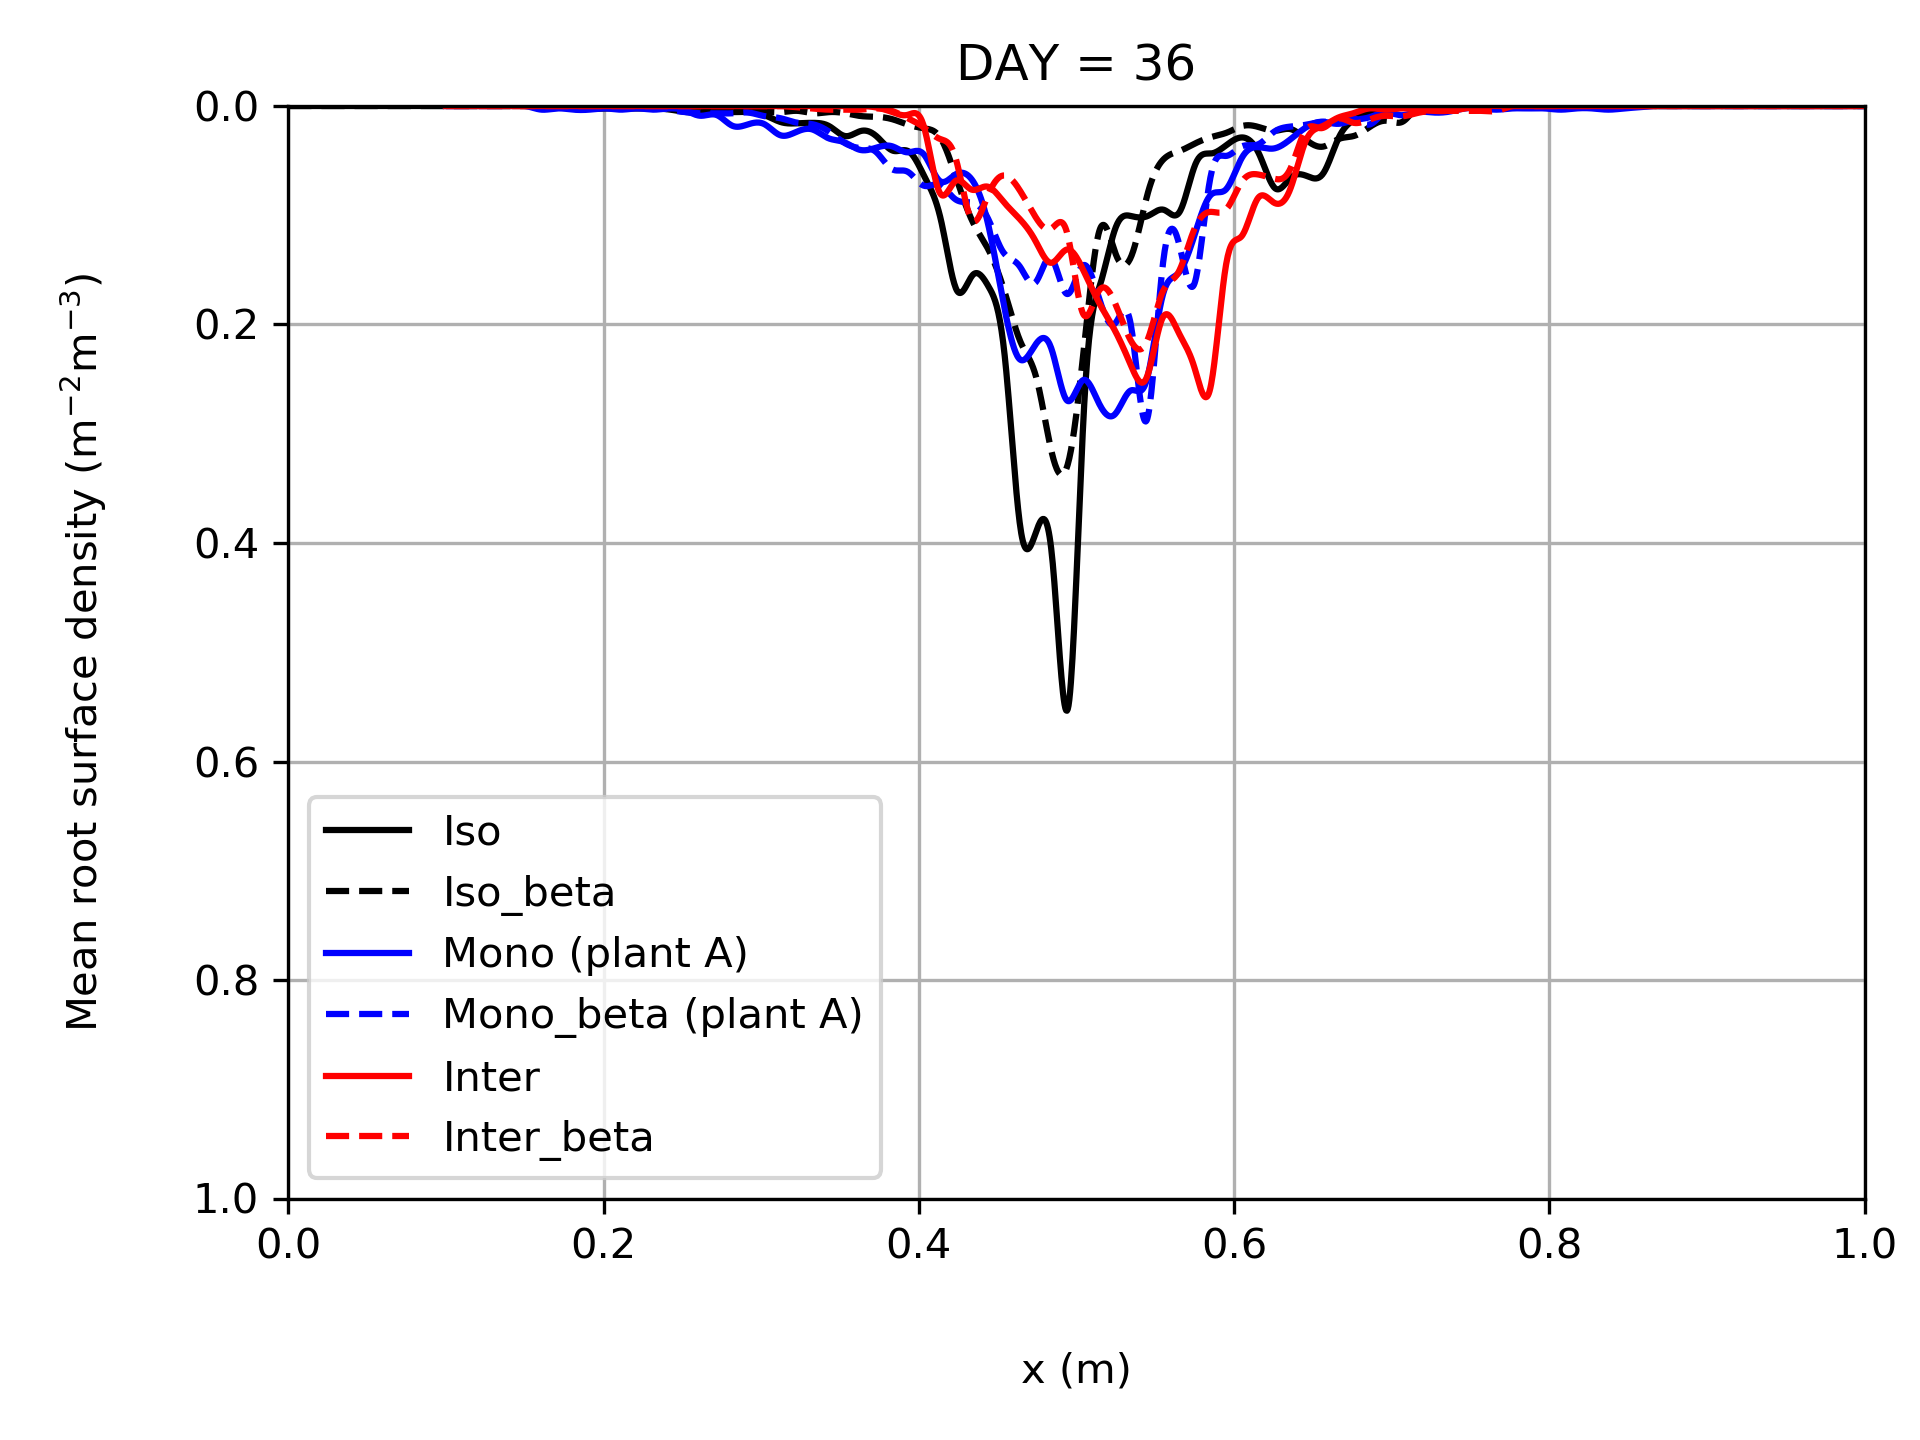 DAY = 36
0.0
0.2
0.4
0.6
0.8
1.0
Mean root surface density (m⁻²m⁻³)
Iso
Iso_beta
Mono (plant A)
Mono_beta (plant A)
Inter
Inter_beta
0.0 0.2 0.4 0.6 0.8 1.0
x (m)